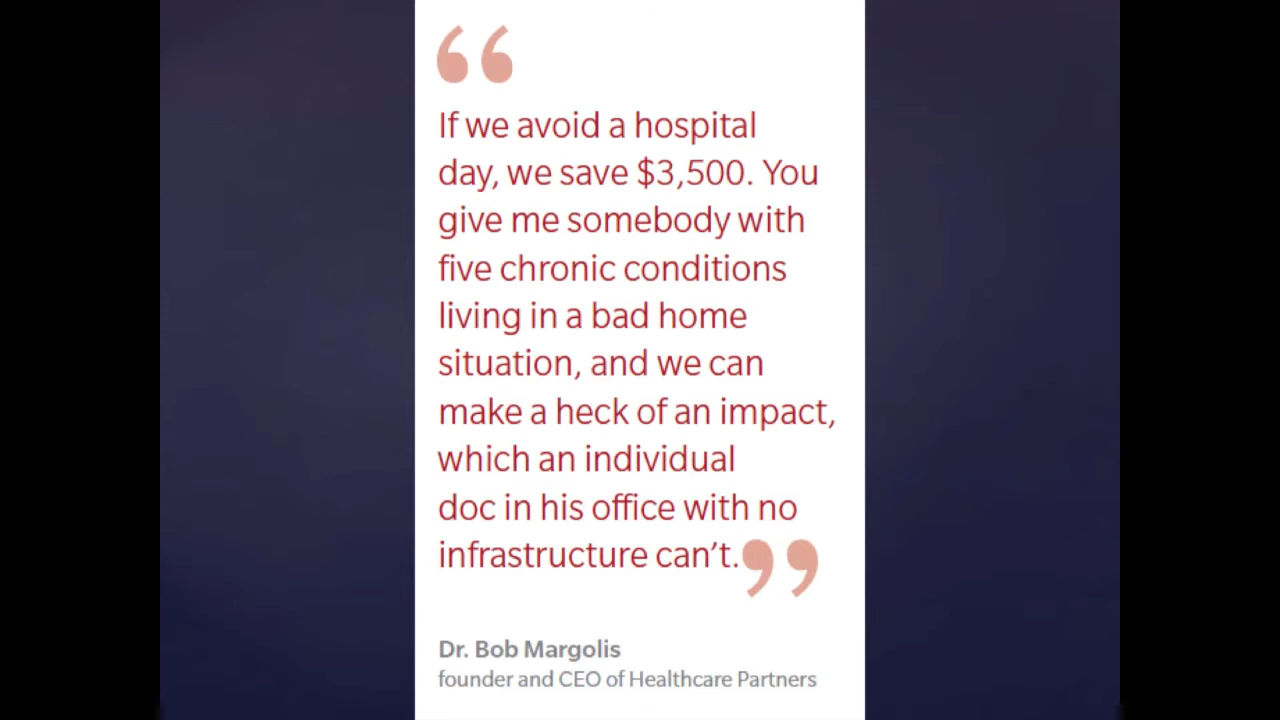 “
If we avoid a hospital
day, we save $3,500. You
give me somebody with
five chronic conditions
living in a bad home
situation, and we can
make a heck of an impact,
which an individual
doc in his office with no
infrastructure can’t.”
Dr. Bob Margolis
founder and CEO of Healthcare Partners